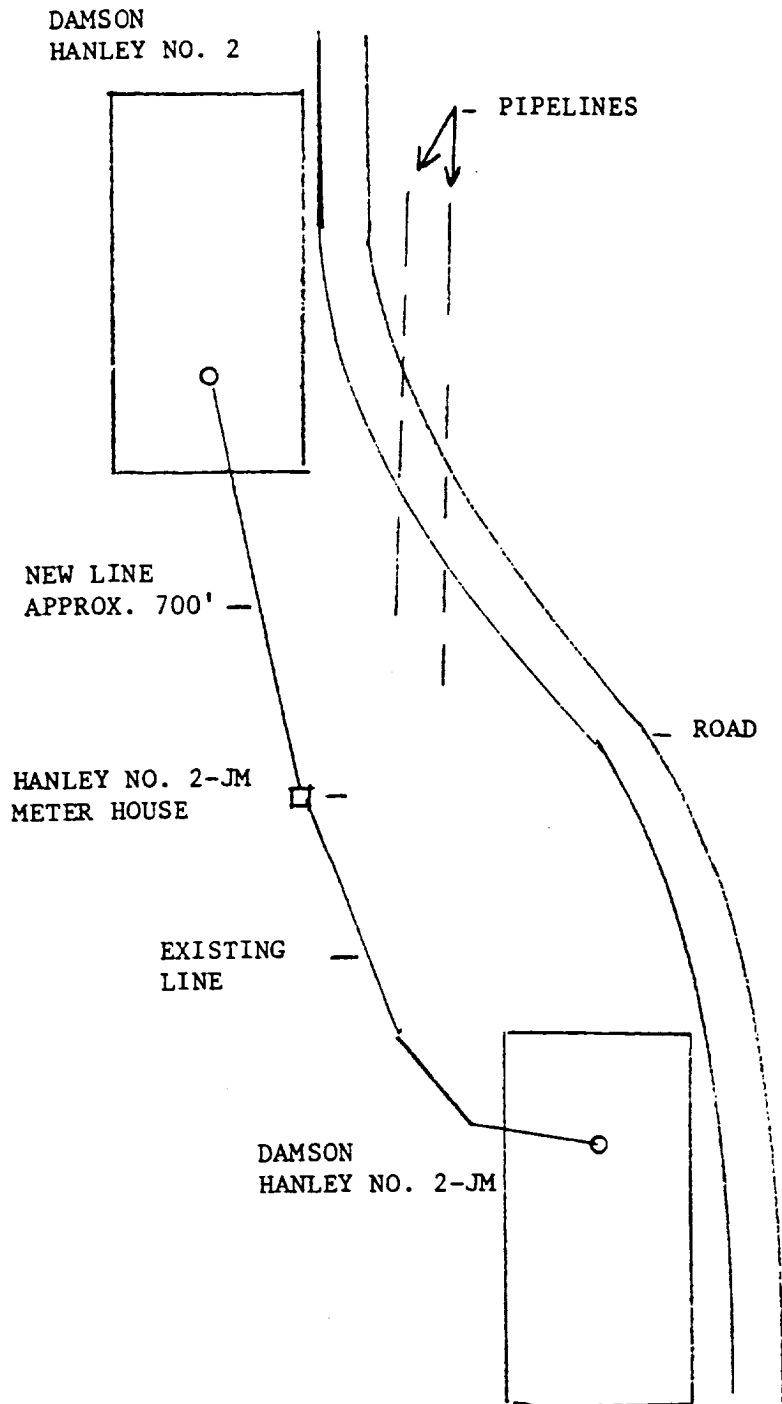 DAMSON
HANLEY NO. 2
PIPELINES
NEW LINE
APPROX. 700'
ROAD
HANLEY NO. 2-JM
METER HOUSE
EXISTING
LINE
DAMSON
HANLEY NO. 2-JM